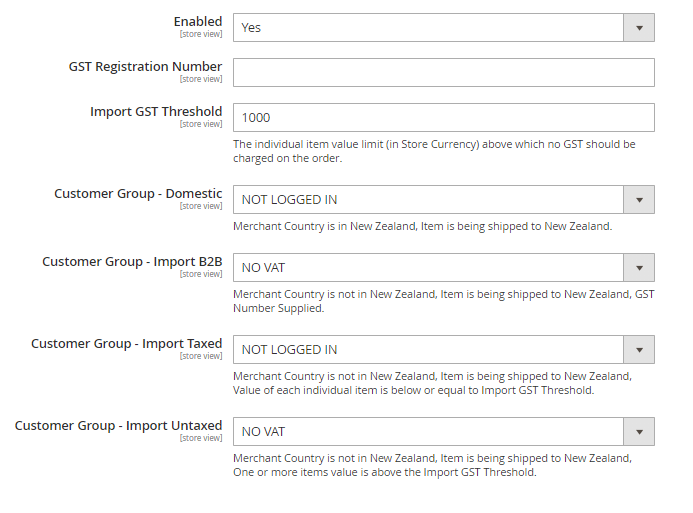 Enabled
[store view]
Yes
GST Registration Number
[store view]
Import GST Threshold
[store view]
1000
The individual item value limit (in Store Currency) above which no GST should be
charged on the order.
Customer Group - Domestic
[store view]
NOT LOGGED IN
Merchant Country is in New Zealand, Item is being shipped to New Zealand.
Customer Group - Import B2B
[store view]
NO VAT
Merchant Country is not in New Zealand, Item is being shipped to New Zealand, GST
Number Supplied.
Customer Group - Import Taxed
[store view]
NOT LOGGED IN
Merchant Country is not in New Zealand, Item is being shipped to New Zealand,
Value of each individual item is below or equal to Import GST Threshold.
Customer Group - Import Untaxed
[store view]
NO VAT
Merchant Country is not in New Zealand, Item is being shipped to New Zealand,
One or more items value is above the Import GST Threshold.